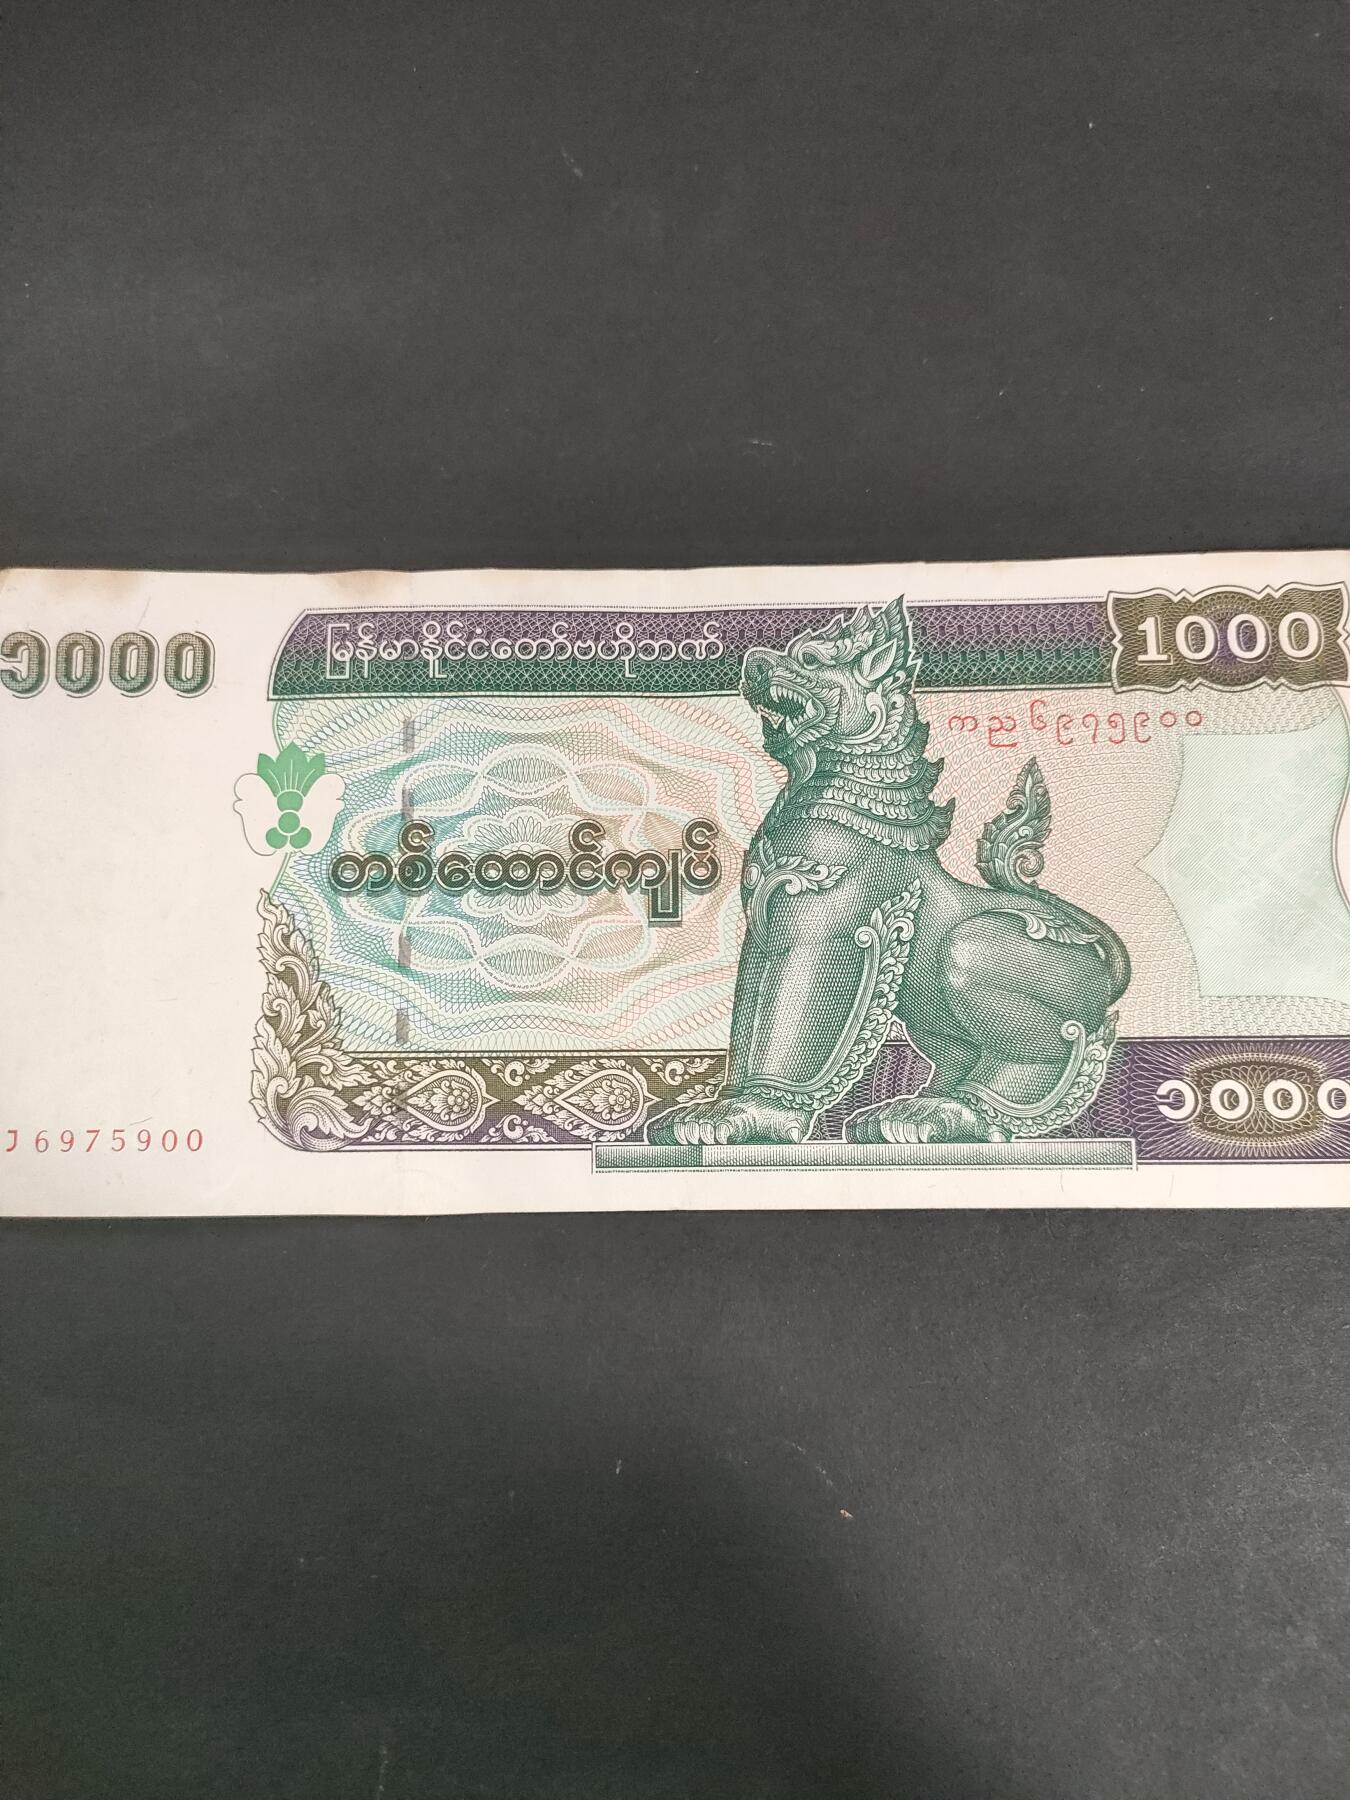 ၁၀၀၀
မြန်မာနိုင်ငံတော်ဗဟိုဘဏ်
1000
ကည ၆၉၇၅၉၀၀
တစ်ထောင်ကျပ်
J 6975900
၁၀၀၀